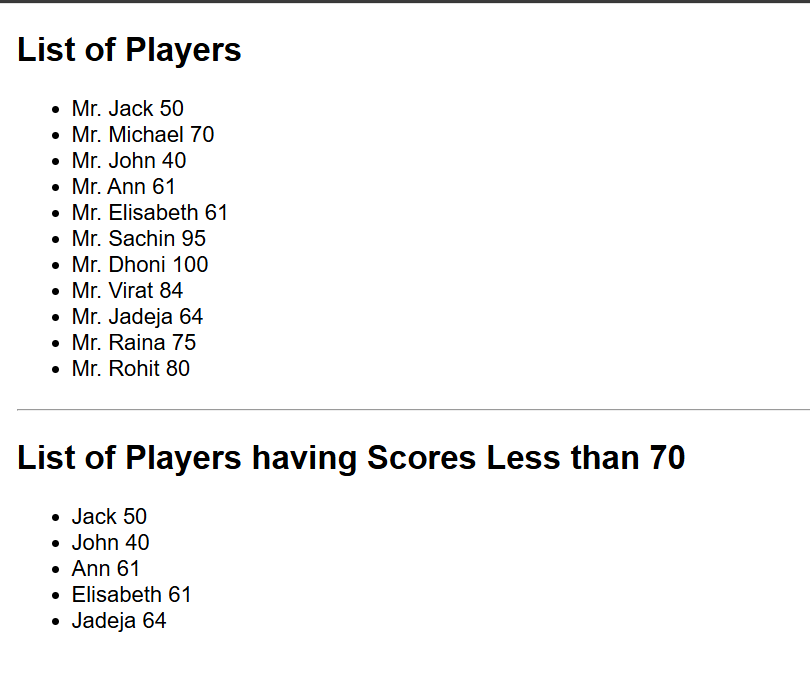 List of Players
Mr. Jack 50
Mr. Michael 70
Mr. John 40
Mr. Ann 61
Mr. Elisabeth 61
Mr. Sachin 95
Mr. Dhoni 100
Mr. Virat 84
Mr. Jadeja 64
Mr. Raina 75
Mr. Rohit 80
List of Players having Scores Less than 70
Jack 50
John 40
Ann 61
Elisabeth 61
Jadeja 64